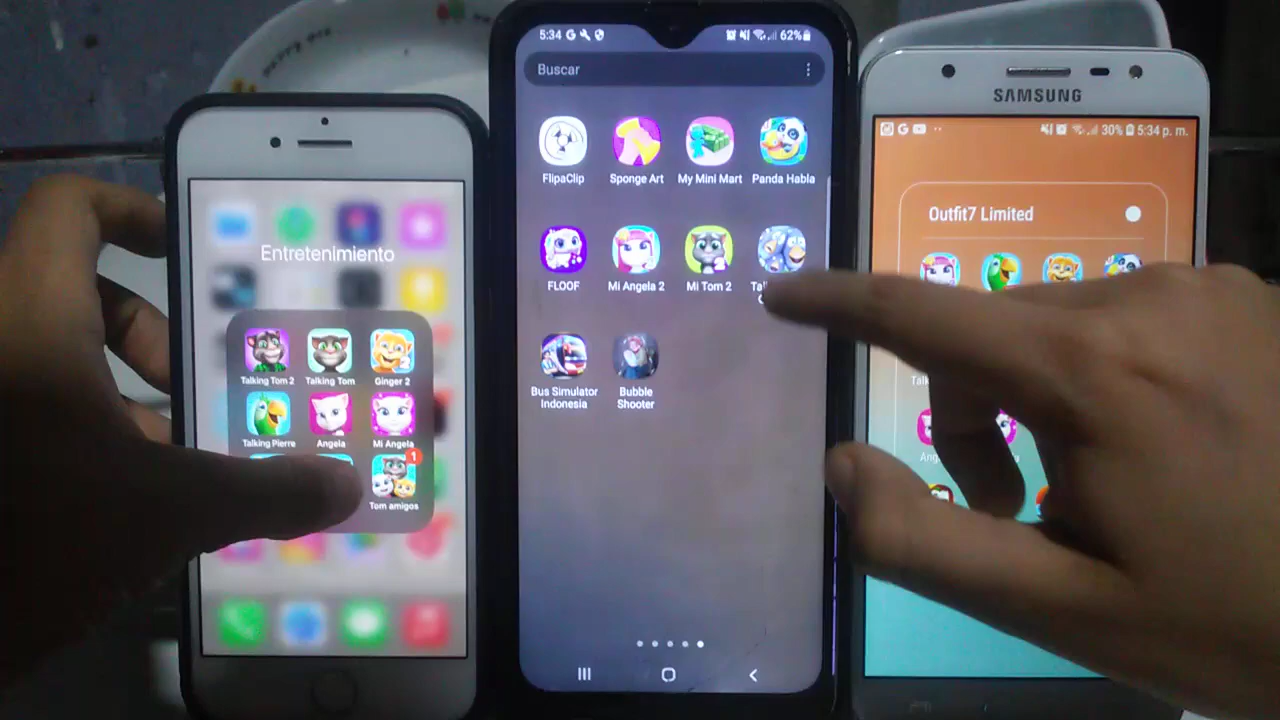 Entretenimiento
Talking Tom 2
Talking Tom
Ginger 2
Talking Pierre
Angela
Mi Angela
1
Tom amigos
5:34
62%
Buscar
FlipaClip
Sponge Art
My Mini Mart
Panda Habla
FLOOF
Mi Angela 2
Mi Tom 2
Bus Simulator
Indonesia
Bubble
Shooter
SAMSUNG
30%
5:34 p. m.
Outfit7 Limited